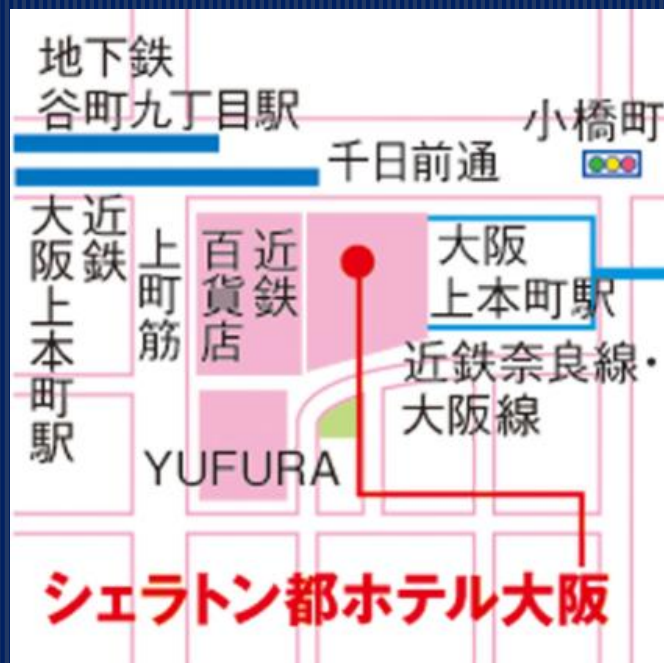 地下鉄
谷町九丁目駅
小橋町
千日前通
近鉄
大阪上本町駅
上町筋
近鉄
百貨店
大阪
上本町駅
近鉄奈良線・
大阪線
YUFURA
シェラトン都ホテル大阪